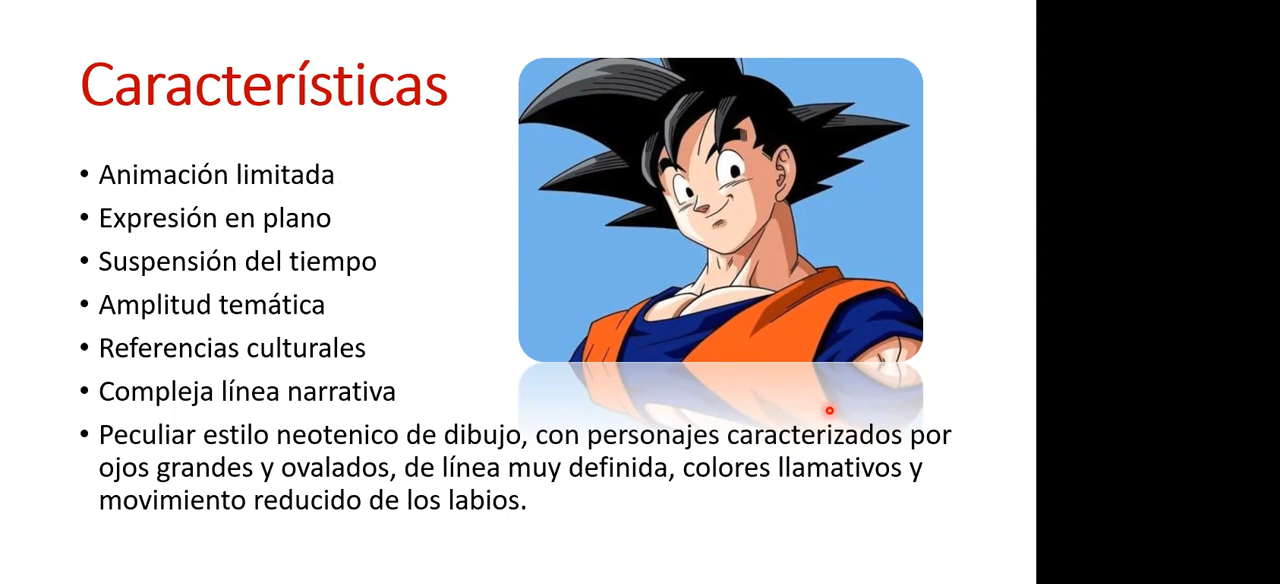 Características
• Animación limitada
• Expresión en plano
• Suspensión del tiempo
• Amplitud temática
• Referencias culturales
• Compleja línea narrativa
• Peculiar estilo neotenico de dibujo, con personajes caracterizados por
ojos grandes y ovalados, de línea muy definida, colores llamativos y
movimiento reducido de los labios.